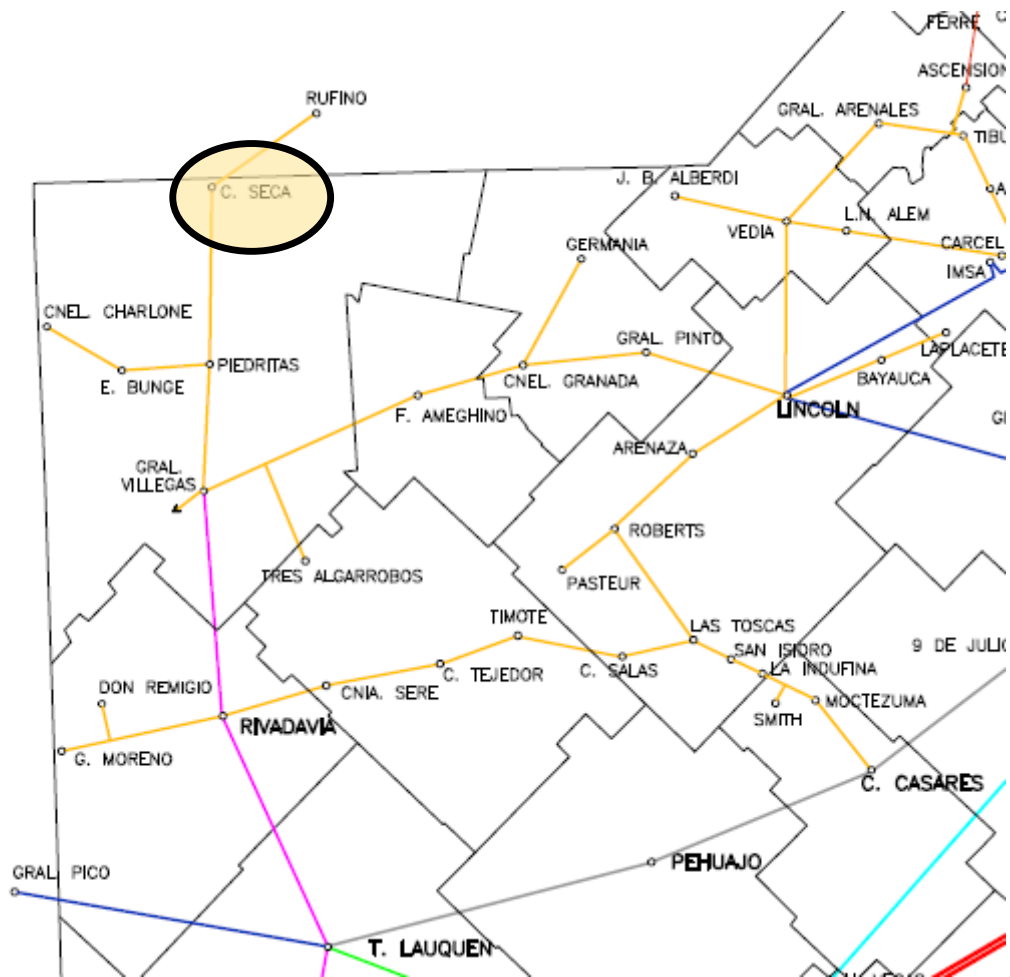 FERRE
ASCENSION
RUFINO
GRAL. ARENALES
TIBU
J. B. ALBERDI
C. SECA
L.N. ALEM
VEDIA
CARCEL
GERMANIA
IMSA
CNEL. CHARLONE
GRAL. PINTO
LAPLACETE
PIEDRITAS
BAYAUCA
E. BUNGE
CNEL. GRANADA
F. AMEGHINO
LINCOLN
ARENAZA
GRAL.
VILLEGAS
ROBERTS
TRES ALGARROBOS
PASTEUR
TIMOTE
LAS TOSCAS
9 DE JULIO
SAN ISIDRO
C. SALAS
LA INDUFINA
C. TEJEDOR
DON REMIGIO
CNIA. SERE
MOCTEZUMA
SMITH
RIVADAVIA
G. MORENO
C. CASARES
PEHUAJO
GRAL. PICO
T. LAUQUEN